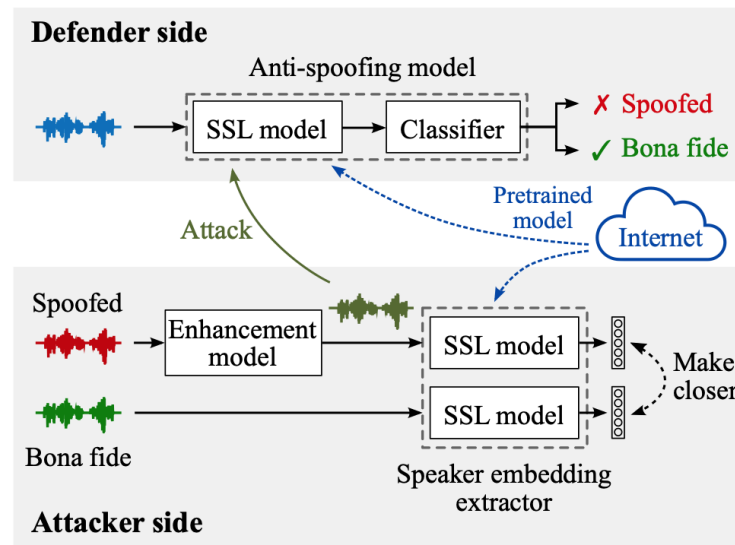 Defender side
Anti-spoofing model
SSL model
Classifier
✗ Spoofed
✓ Bona fide
Pretrained
model
Internet
Attack
Spoofed
Enhancement
model
SSL model
Make
closer
SSL model
Bona fide
Speaker embedding
extractor
Attacker side